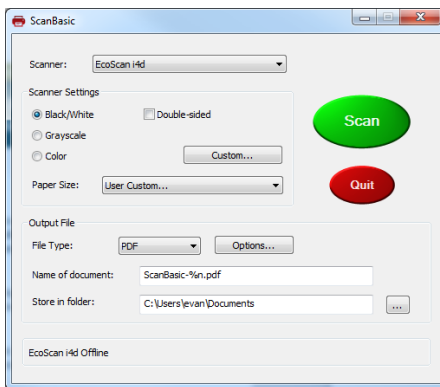 ScanBasic
Scanner: EcoScan i4d
Scanner Settings
Black/White Double-sided
Scan
Grayscale
Color Custom...
Quit
Paper Size: User Custom...
Output File
File Type: PDF Options...
Name of document: ScanBasic-%n.pdf
Store in folder: C:\Users\evan\Documents ...
EcoScan i4d Offline